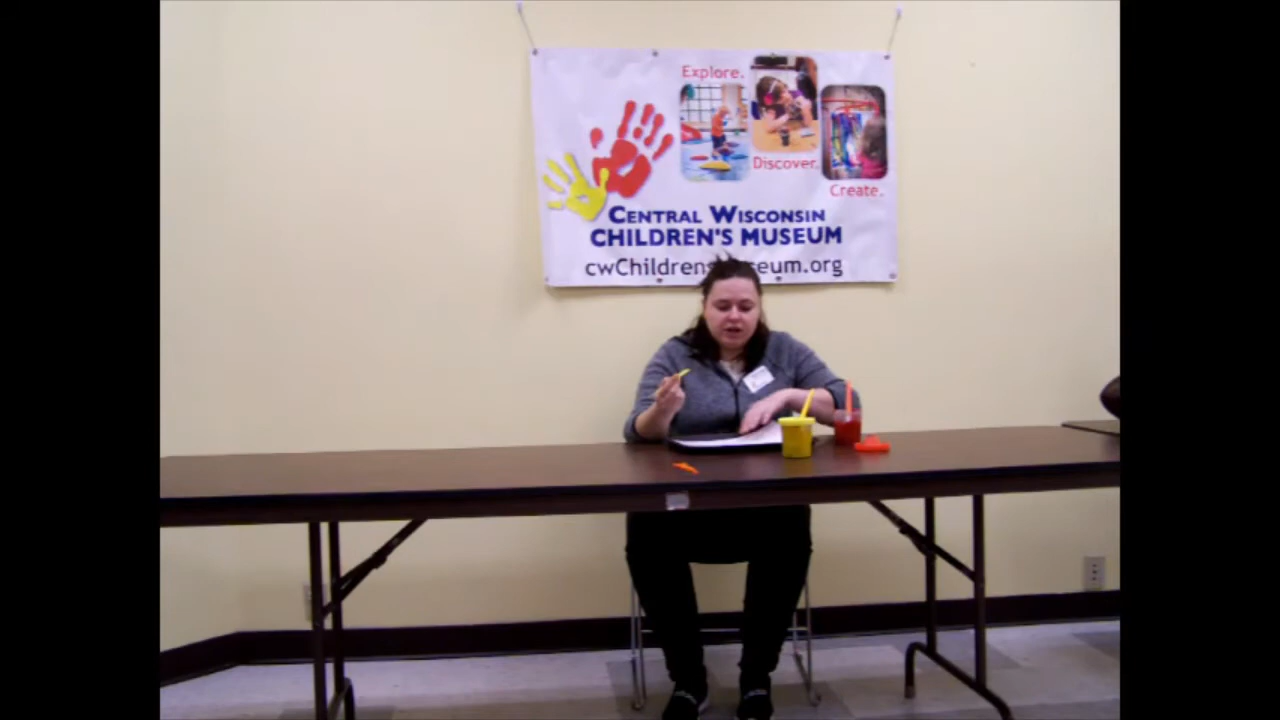 Explore.
Discover.
Create.
CENTRAL WISCONSIN
CHILDREN'S MUSEUM